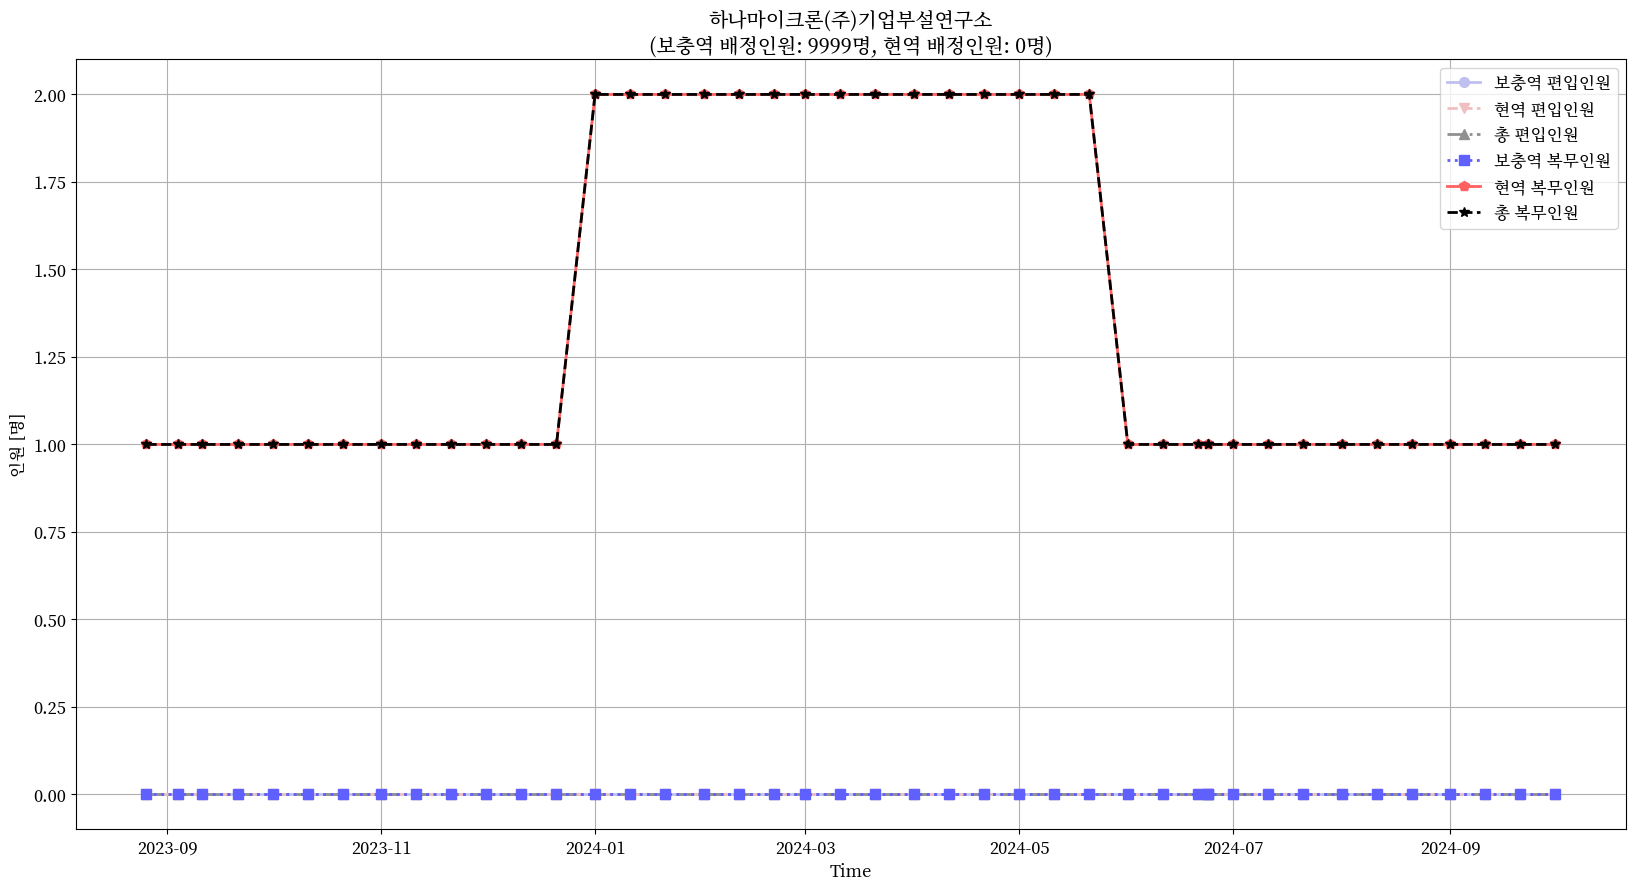 하나마이크론(주)기업부설연구소
(보충역 배정인원: 9999명, 현역 배정인원: 0명)
보충역 편입인원
현역 편입인원
총 편입인원
보충역 복무인원
현역 복무인원
총 복무인원
인원 [명]
2.00
1.75
1.50
1.25
1.00
0.75
0.50
0.25
0.00
2023-09
2023-11
2024-01
2024-03
2024-05
2024-07
2024-09
Time